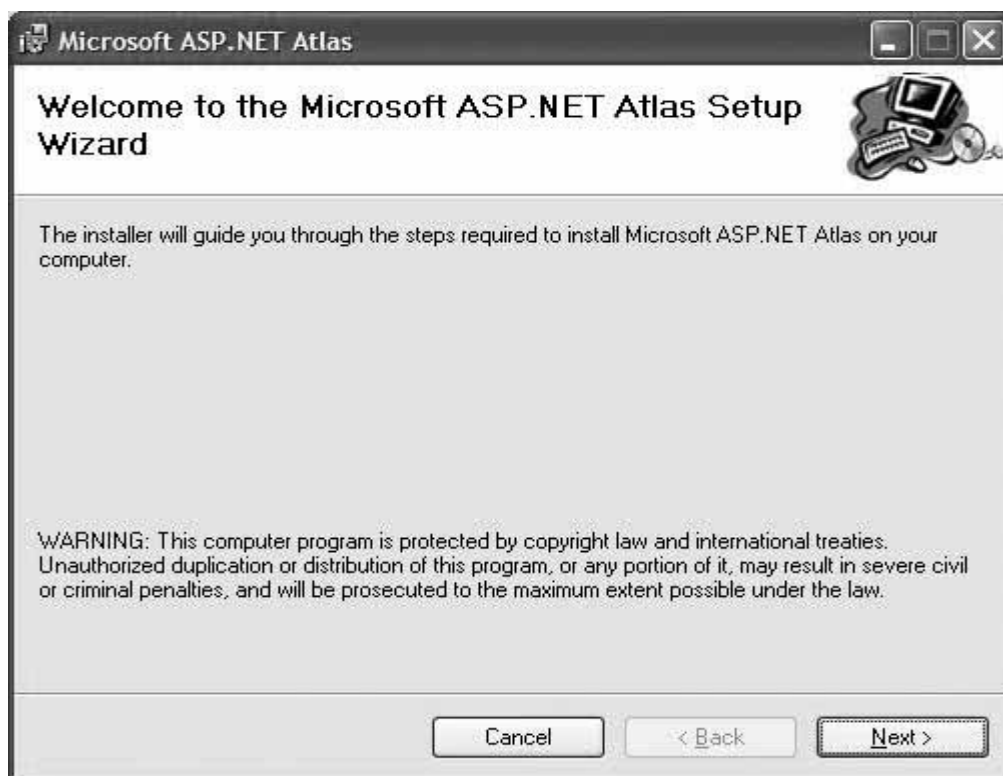 Microsoft ASP.NET Atlas
Welcome to the Microsoft ASP.NET Atlas Setup
Wizard
The installer will guide you through the steps required to install Microsoft ASP.NET Atlas on your
computer.
WARNING: This computer program is protected by copyright law and international treaties.
Unauthorized duplication or distribution of this program, or any portion of it, may result in severe civil
or criminal penalties, and will be prosecuted to the maximum extent possible under the law.
Cancel < Back Next >